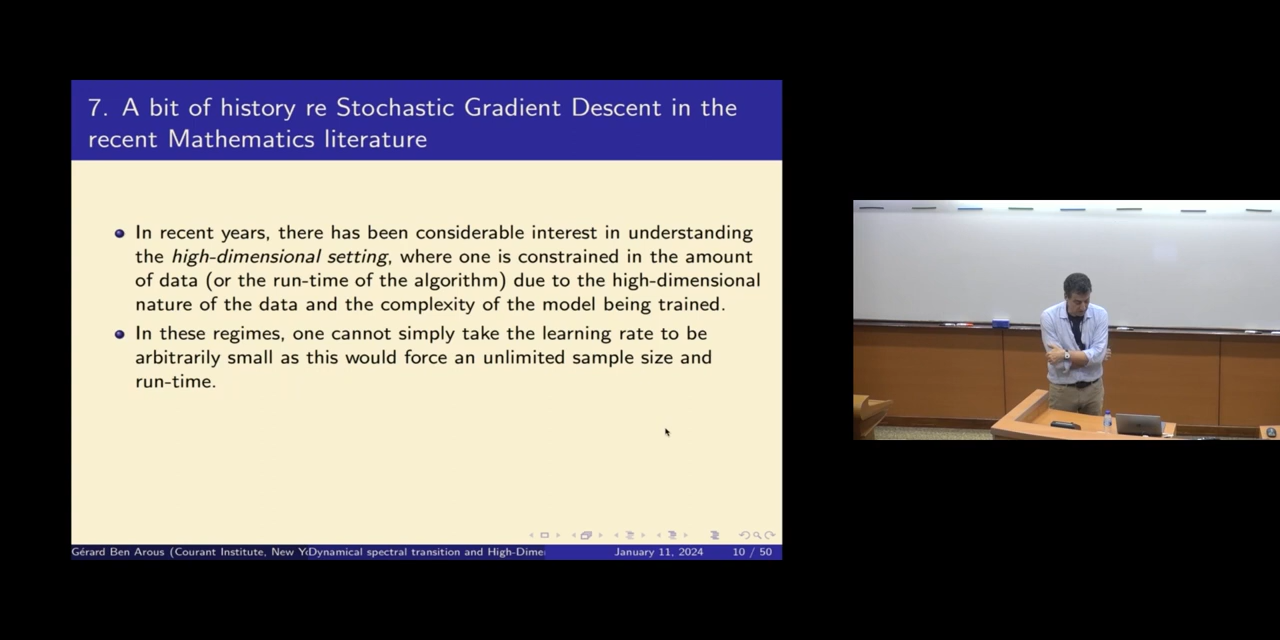 7. A bit of history re Stochastic Gradient Descent in the
recent Mathematics literature
In recent years, there has been considerable interest in understanding
the high-dimensional setting, where one is constrained in the amount
of data (or the run-time of the algorithm) due to the high-dimensional
nature of the data and the complexity of the model being trained.
In these regimes, one cannot simply take the learning rate to be
arbitrarily small as this would force an unlimited sample size and
run-time.
Gérard Ben Arous (Courant Institute, New Yo
Dynamical spectral transition and High-Dimen
January 11, 2024
10 / 50